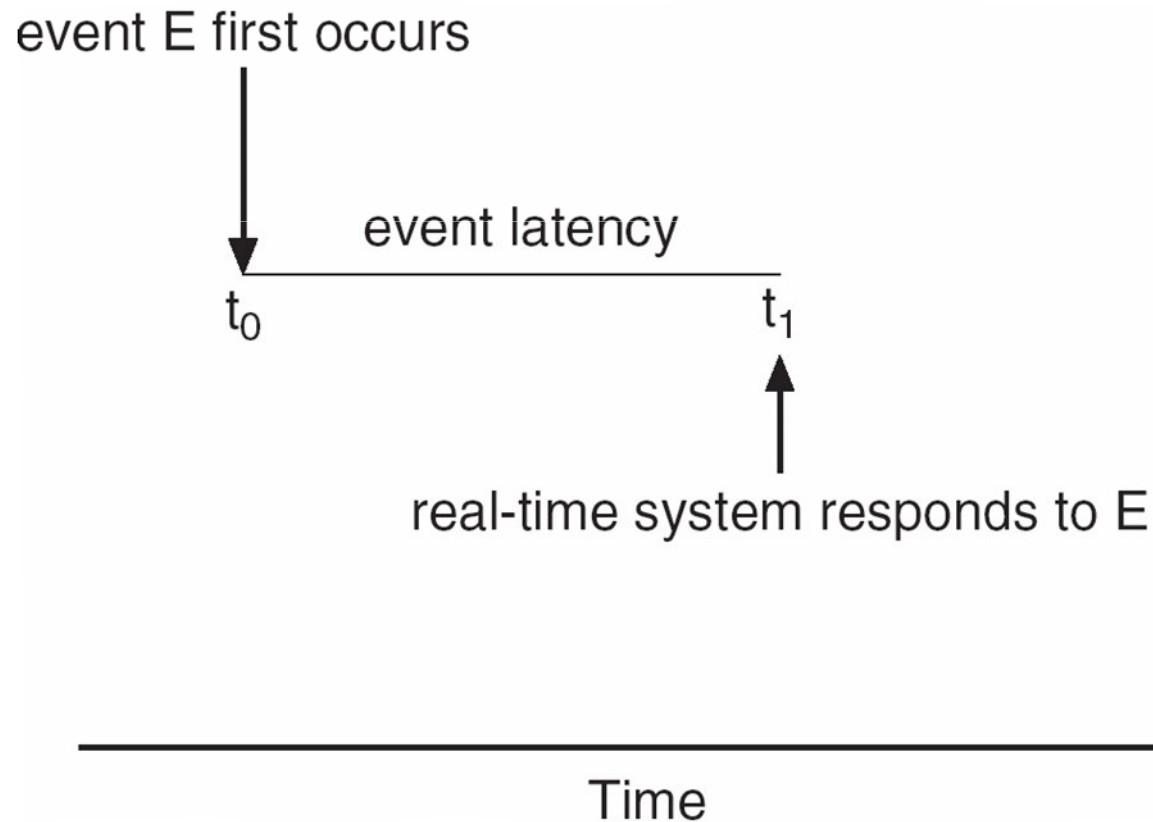 event E first occurs
event latency
t₀
t₁
real-time system responds to E
Time